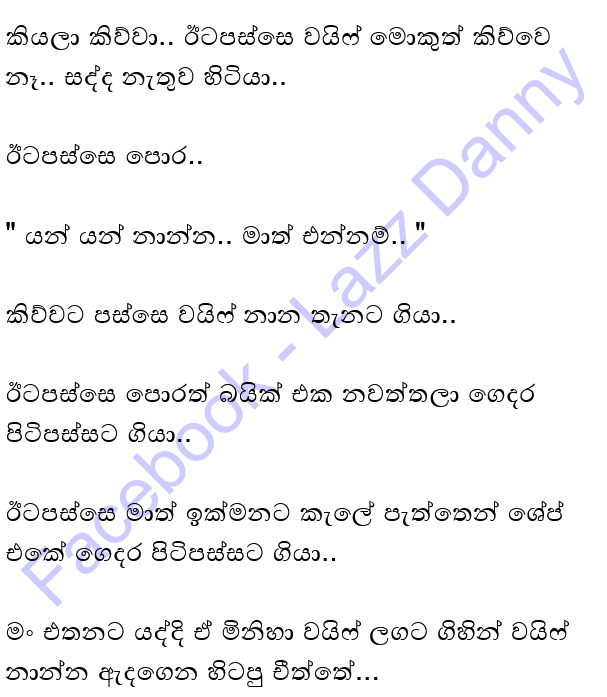 කියලා කිව්වා.. ඊටපස්සෙ වයිෆ් මොකුත් කිව්වෙ
නෑ.. සද්ද නැතුව හිටියා..
ඊටපස්සෙ පොර..
" යන් යන් නාන්න.. මාත් එන්නම්.. "
කිව්වට පස්සෙ වයිෆ් නාන තැනට ගියා..
ඊටපස්සෙ පොරත් බයික් එක නවත්තලා ගෙදර
පිටිපස්සට ගියා..
ඊටපස්සෙ මාත් ඉක්මනට කැලේ පැත්තෙන් ශේප්
එකේ ගෙදර පිටිපස්සට ගියා..
මං එතනට යද්දි ඒ මිනිහා වයිෆ් ලගට ගිහින් වයිෆ්
නාන්න ඇදගෙන හිටපු චීත්තේ...
Facebook - Lazz Danny